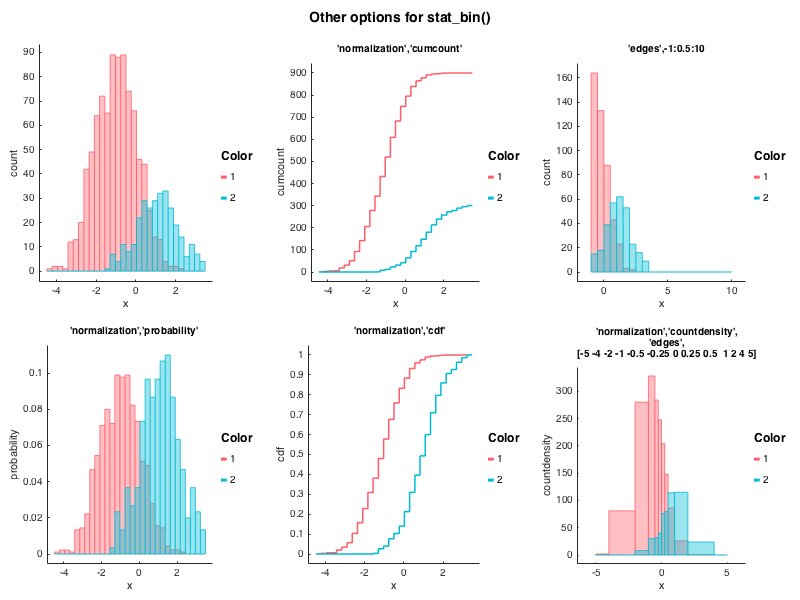 Other options for stat_bin()
90
80
70
60
50
40
30
20
10
0
count
-4 -2 0 2
x
Color
1
2
'normalization','cumcount'
900
800
700
600
500
400
300
200
100
0
cumcount
-4 -2 0 2
x
Color
1
2
'edges',-1:0.5:10
160
140
120
100
80
60
40
20
0
count
0 5 10
x
Color
1
2
'normalization','probability'
0.1
0.08
0.06
0.04
0.02
0
probability
-4 -2 0 2
x
Color
1
2
'normalization','cdf'
1
0.9
0.8
0.7
0.6
0.5
0.4
0.3
0.2
0.1
0
cdf
-4 -2 0 2
x
Color
1
2
'normalization','countdensity',
'edges',
[-5 -4 -2 -1 -0.5 -0.25 0 0.25 0.5 1 2 4 5]
300
250
200
150
100
50
0
countdensity
-5 0 5
x
Color
1
2